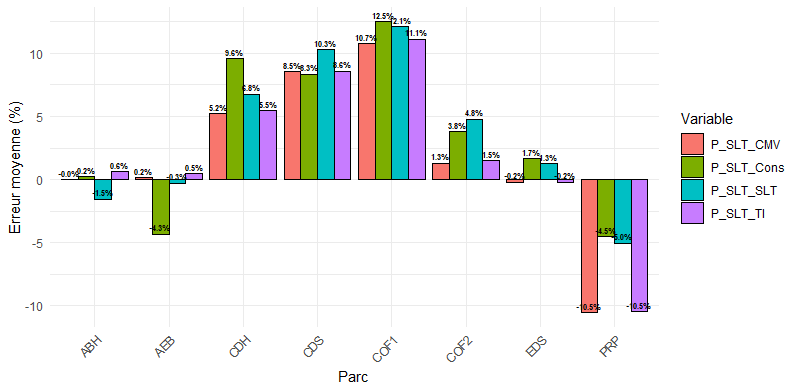 12.5%
12.1%
11.1%
10.7%
10.3%
9.6%
8.5%
8.3%
8.6%
6.8%
5.2%
5.5%
4.8%
3.8%
1.3%
1.5%
1.7%
1.3%
-0.0%
0.2%
-1.5%
0.6%
0.2%
-4.3%
-0.3%
0.5%
-0.2%
-0.2%
-10.5%
-4.5%
-5.0%
-10.5%
10
5
0
-5
-10
Erreur moyenne (%)
ABH
AEB
CDH
CDS
COF1
COF2
EDS
PRP
Parc
Variable
P_SLT_CMV
P_SLT_Cons
P_SLT_SLT
P_SLT_TI